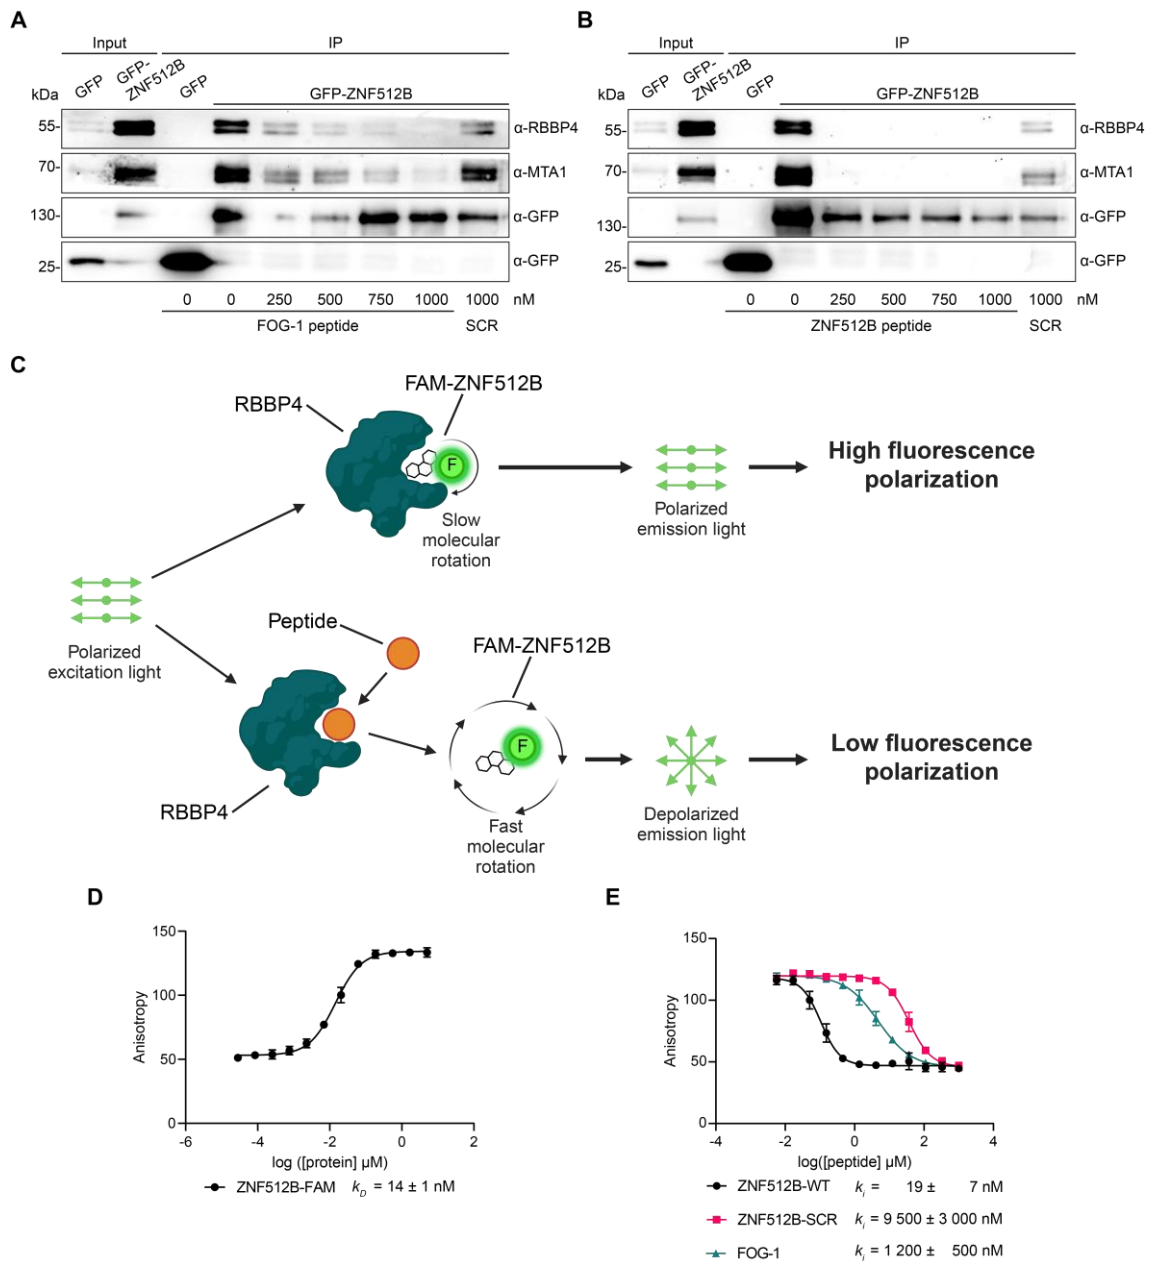 A
Input
IP
GFP
GFP-
ZNF512B
GFP
GFP-ZNF512B
kDa
55-
α-RBBP4
70-
α-MTA1
130-
α-GFP
25-
α-GFP
0 0 250 500 750 1000 1000 nM
FOG-1 peptide SCR
B
Input
IP
GFP
GFP-
ZNF512B
GFP
GFP-ZNF512B
kDa
55-
α-RBBP4
70-
α-MTA1
130-
α-GFP
25-
α-GFP
0 0 250 500 750 1000 1000 nM
ZNF512B peptide SCR
C
FAM-ZNF512B
RBBP4
F
Slow
molecular
rotation
Polarized
emission light
High fluorescence
polarization
Polarized
excitation light
Peptide
FAM-ZNF512B
F
RBBP4
Fast
molecular
rotation
Depolarized
emission light
Low fluorescence
polarization
D
150
100
50
0
Anisotropy
-6 -4 -2 0 2
log ([protein] μM)
ZNF512B-FAM kD = 14 ± 1 nM
E
150
100
50
0
Anisotropy
-4 -2 0 2 4
log([peptide] μM)
ZNF512B-WT ki = 19 ± 7 nM
ZNF512B-SCR ki = 9 500 ± 3 000 nM
FOG-1 ki = 1 200 ± 500 nM